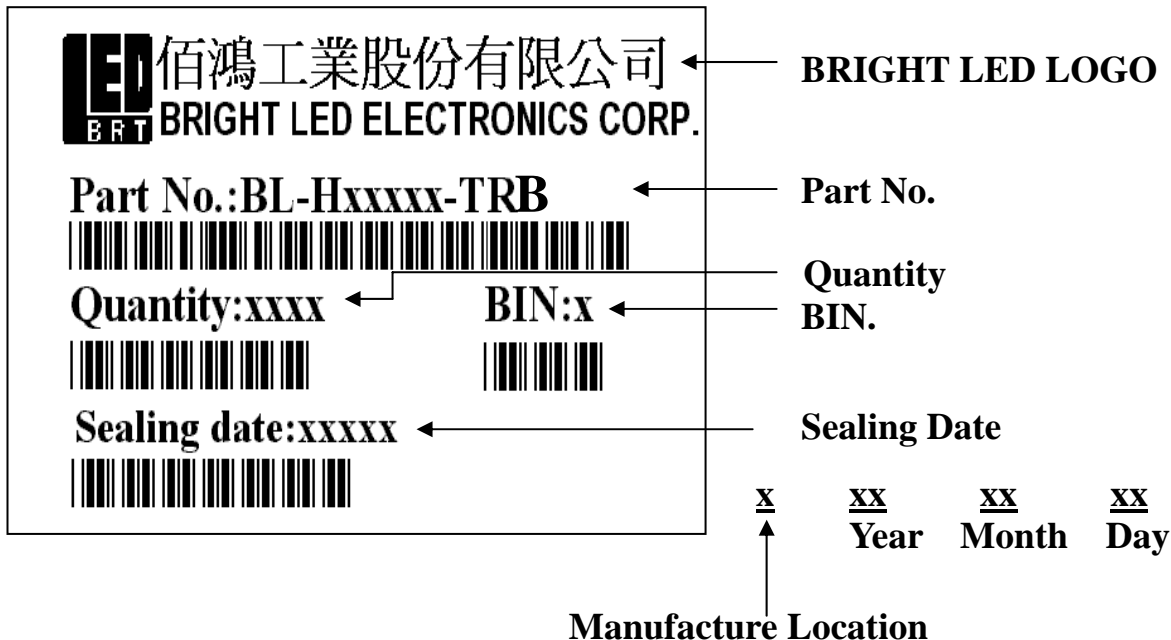 LED 佰鴻工業股份有限公司 BRIGHT LED LOGO
BRT BRIGHT LED ELECTRONICS CORP.
Part No.:BL-Hxxxxx-TRB Part No.
Quantity
Quantity:xxxx BIN:x BIN.
Sealing date:xxxxx Sealing Date
x xx xx xx
Year Month Day
Manufacture Location